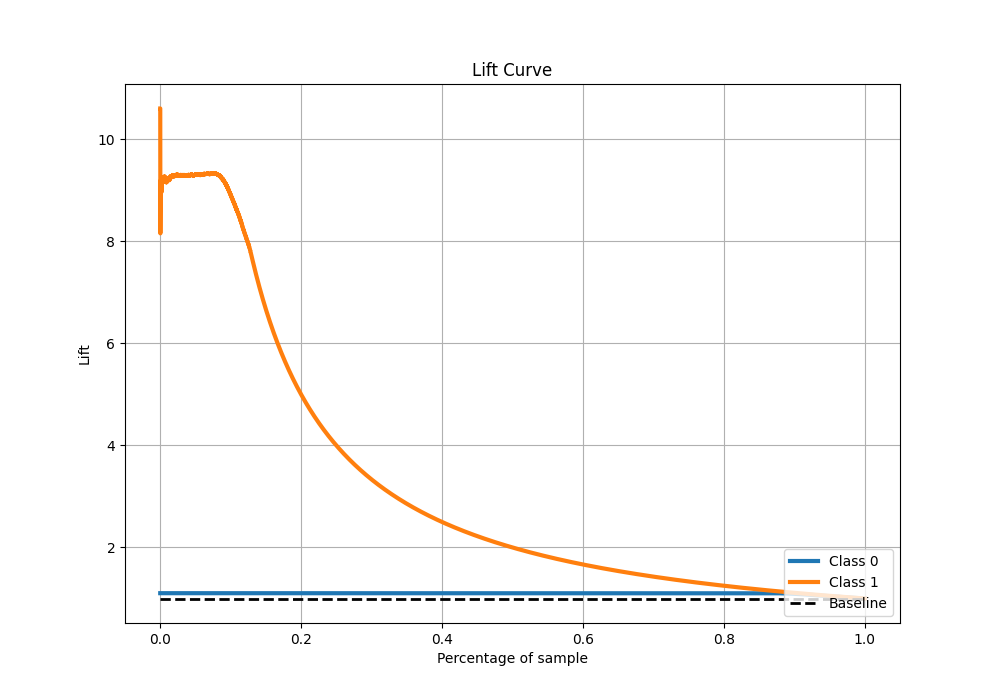 Lift Curve
Lift
10
8
6
4
2
0.0 0.2 0.4 0.6 0.8 1.0
Percentage of sample
Class 0
Class 1
Baseline